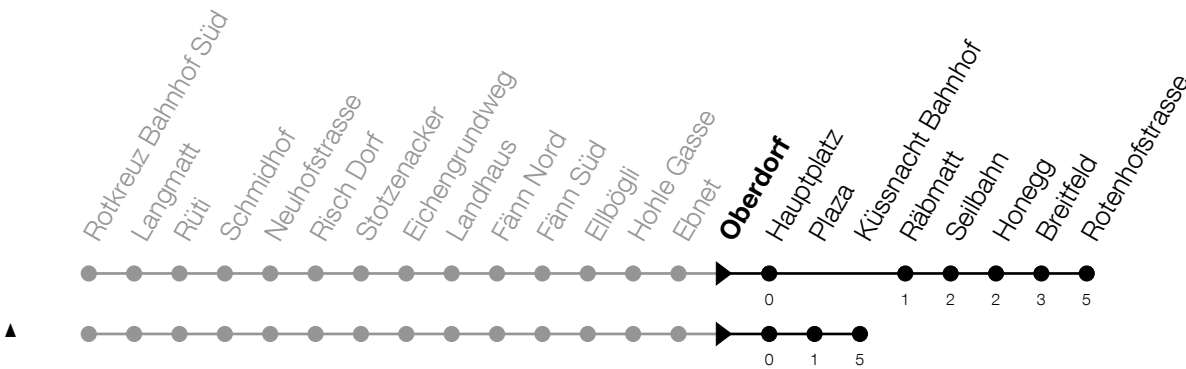 Rotkreuz Bahnhof Süd
Langmatt
Rüti
Schmidhof
Neuhofstrasse
Risch Dorf
Stotzenacker
Eichengrundweg
Landhaus
Fänn Nord
Fänn Süd
Ellbögli
Hohle Gasse
Ebnet
Oberdorf
Hauptplatz
Plaza
Küssnacht Bahnhof
Räbmatt
Seilbahn
Honegg
Breitfeld
Rotenhofstrasse
0 1 2 2 3 5
0 1 5